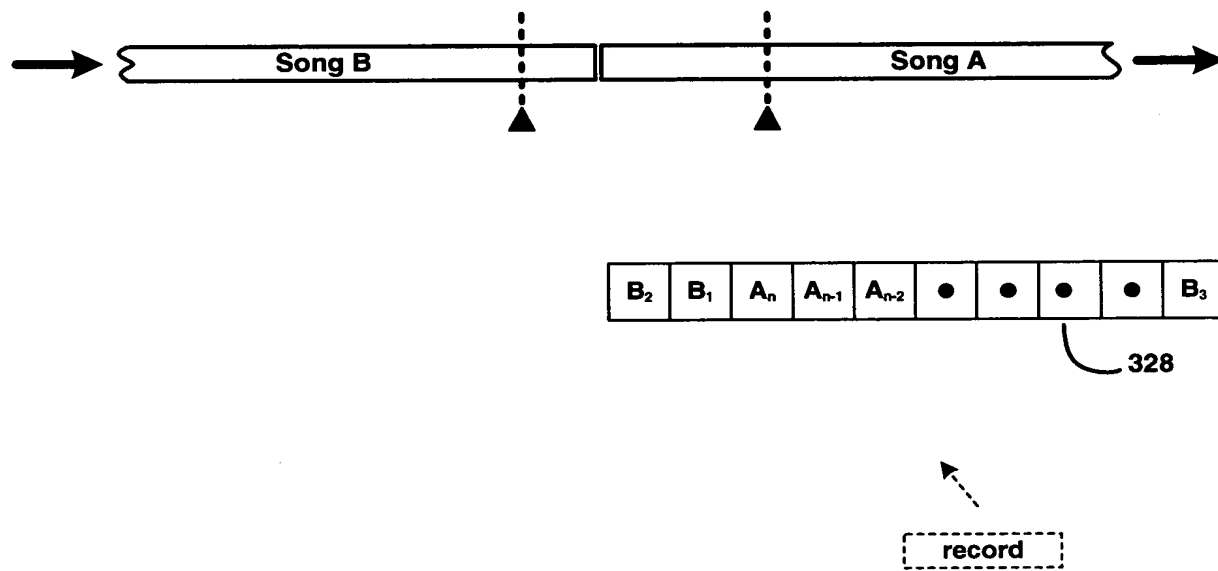 Song B Song A
B₂ B₁ Aₙ Aₙ₋₁ Aₙ₋₂ ● ● ● ● B₃
328
record